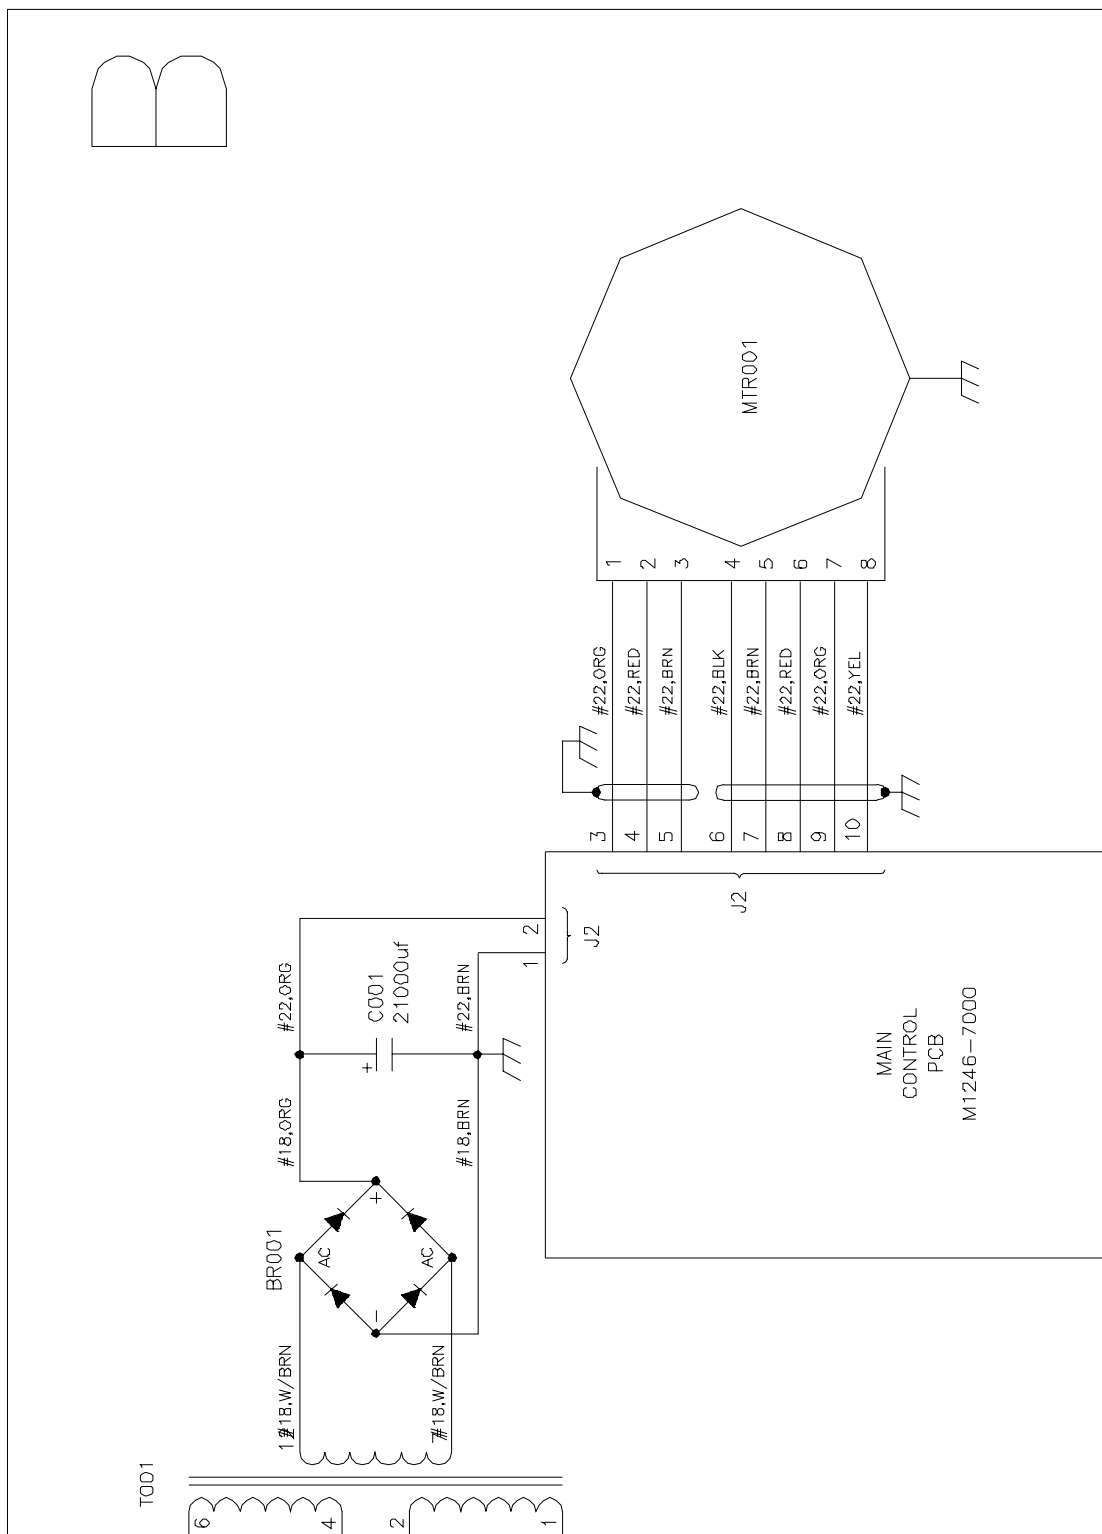 B
T001
6
4
2
1
12
#18,W/BRN
7
#18,W/BRN
BR001
AC
AC
+
-
#18,ORG
#22,ORG
+
C001
21000uf
#18,BRN
#22,BRN
1
2
J2
3
#22,ORG
1
4
#22,RED
2
5
#22,BRN
3
6
#22,BLK
4
7
#22,BRN
5
8
#22,RED
6
9
#22,ORG
7
10
#22,YEL
8
J2
MTR001
MAIN
CONTROL
PCB
M1246-7000